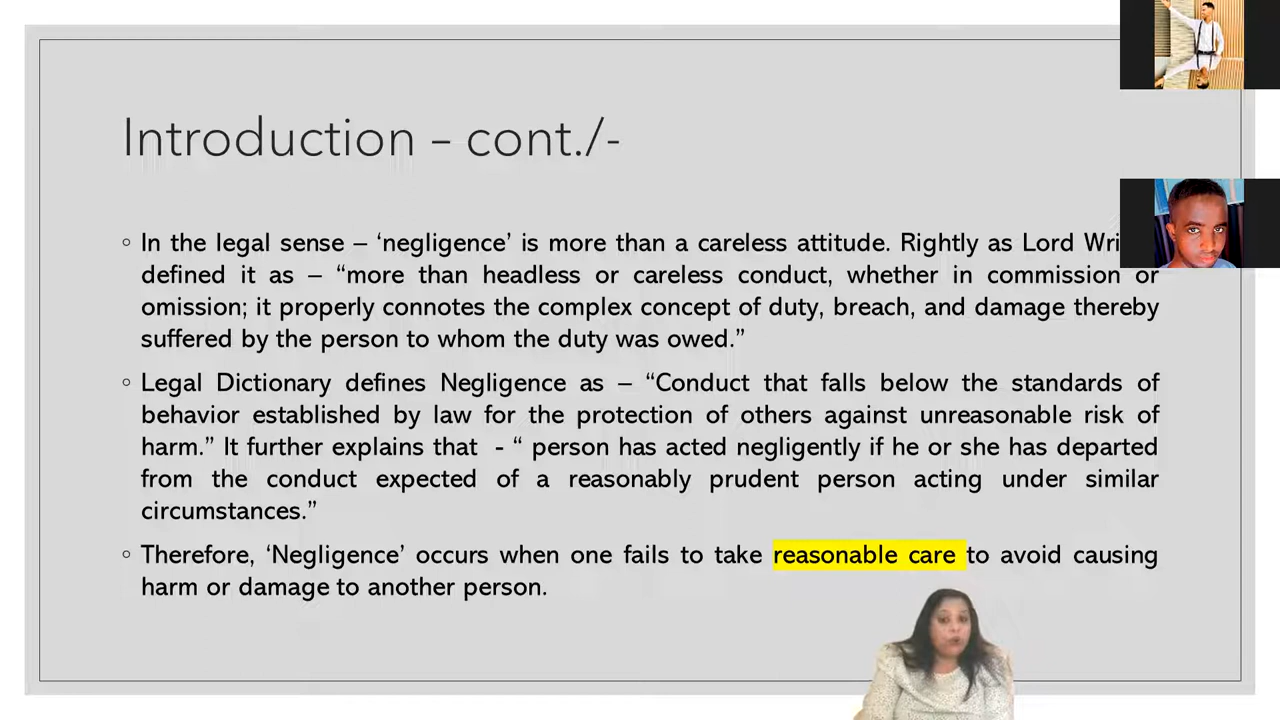 Introduction – cont./-
◦ In the legal sense – ‘negligence’ is more than a careless attitude. Rightly as Lord
defined it as – “more than headless or careless conduct, whether in commission or
omission; it properly connotes the complex concept of duty, breach, and damage thereby
suffered by the person to whom the duty was owed.”
◦ Legal Dictionary defines Negligence as – “Conduct that falls below the standards of
behavior established by law for the protection of others against unreasonable risk of
harm.” It further explains that - “ person has acted negligently if he or she has departed
from the conduct expected of a reasonably prudent person acting under similar
circumstances.”
◦ Therefore, ‘Negligence’ occurs when one fails to take reasonable care to avoid causing
harm or damage to another person.